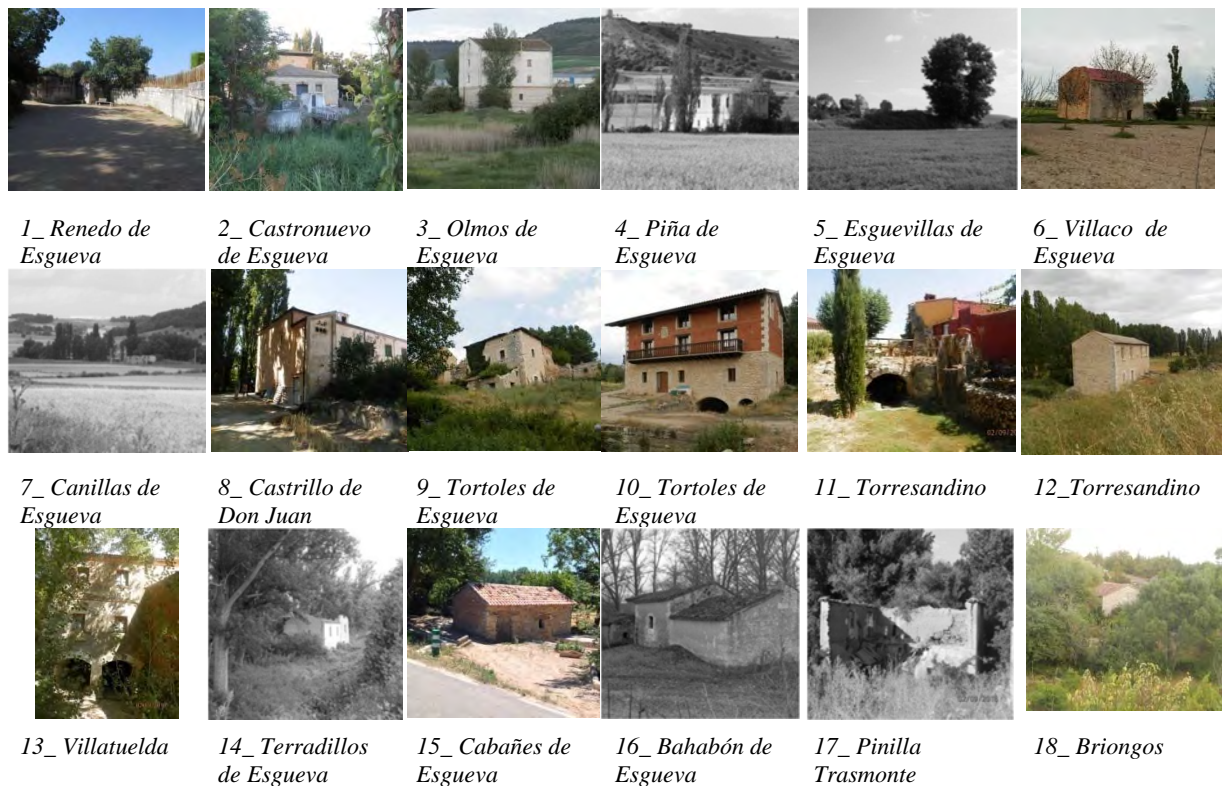 1_ Renedo de
Esgueva
2_ Castronuevo
de Esgueva
3_ Olmos de
Esgueva
4_ Piña de
Esgueva
5_ Esguevillas de
Esgueva
6_ Villaco de
Esgueva
7_ Canillas de
Esgueva
8_ Castrillo de
Don Juan
9_ Tortoles de
Esgueva
10_ Tortoles de
Esgueva
11_ Torresandino
12_Torresandino
13_ Villatuelda
14_ Terradillos
de Esgueva
15_ Cabañes de
Esgueva
16_ Bahabón de
Esgueva
17_ Pinilla
Trasmonte
18_ Briongos